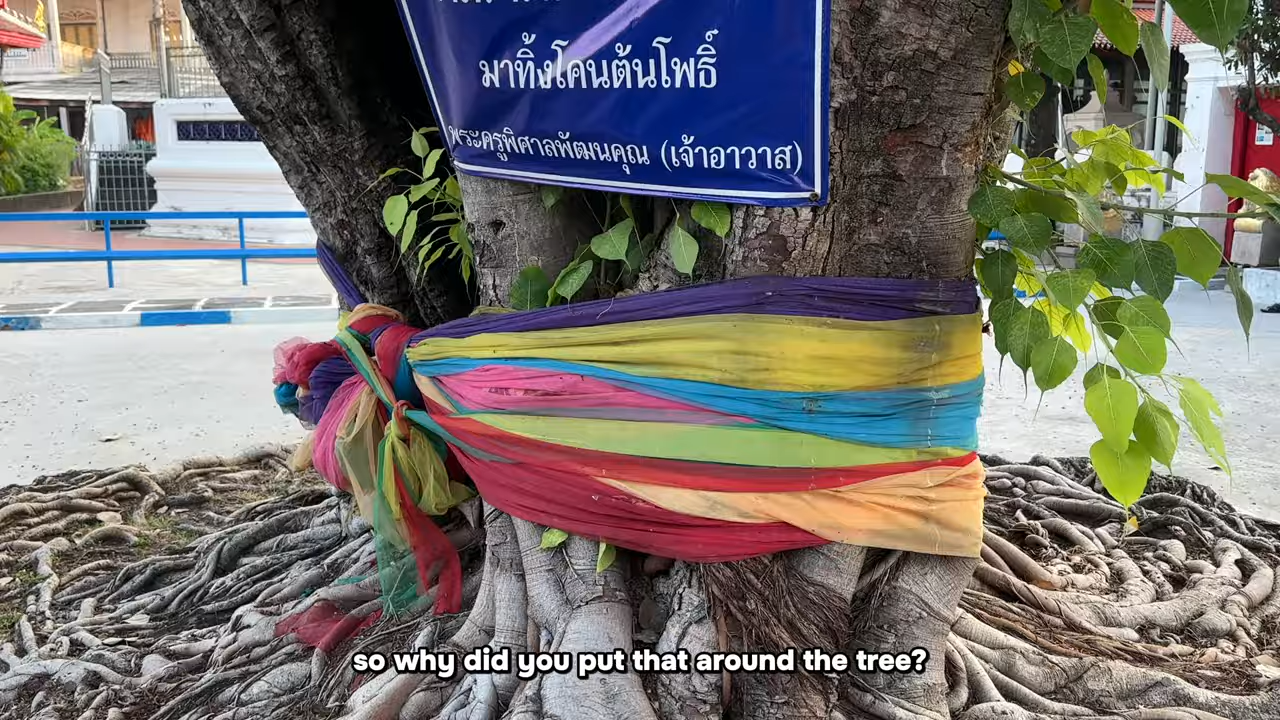 มาทิ้งโคนต้นโพธิ์
พระครูพิศาลพัฒนคุณ (เจ้าอาวาส)
so why did you put that around the tree?